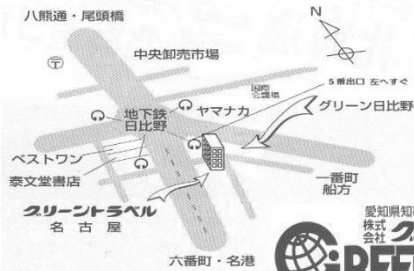 八熊通・尾頭橋
N
中央卸売市場
〒
国際
会議場
5番出口 左へすぐ
地下鉄
日比野
ヤマナカ
グリーン日比野
ベストワン
泰文堂書店
一番町
船方
グリーントラベル
名古屋
愛知県知
株式
会社
六番町・名港